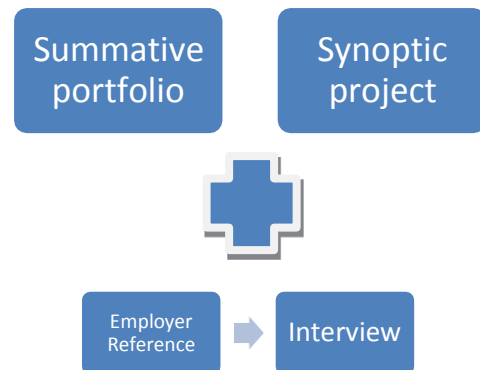 Summative
portfolio
Synoptic
project
Employer
Reference
Interview